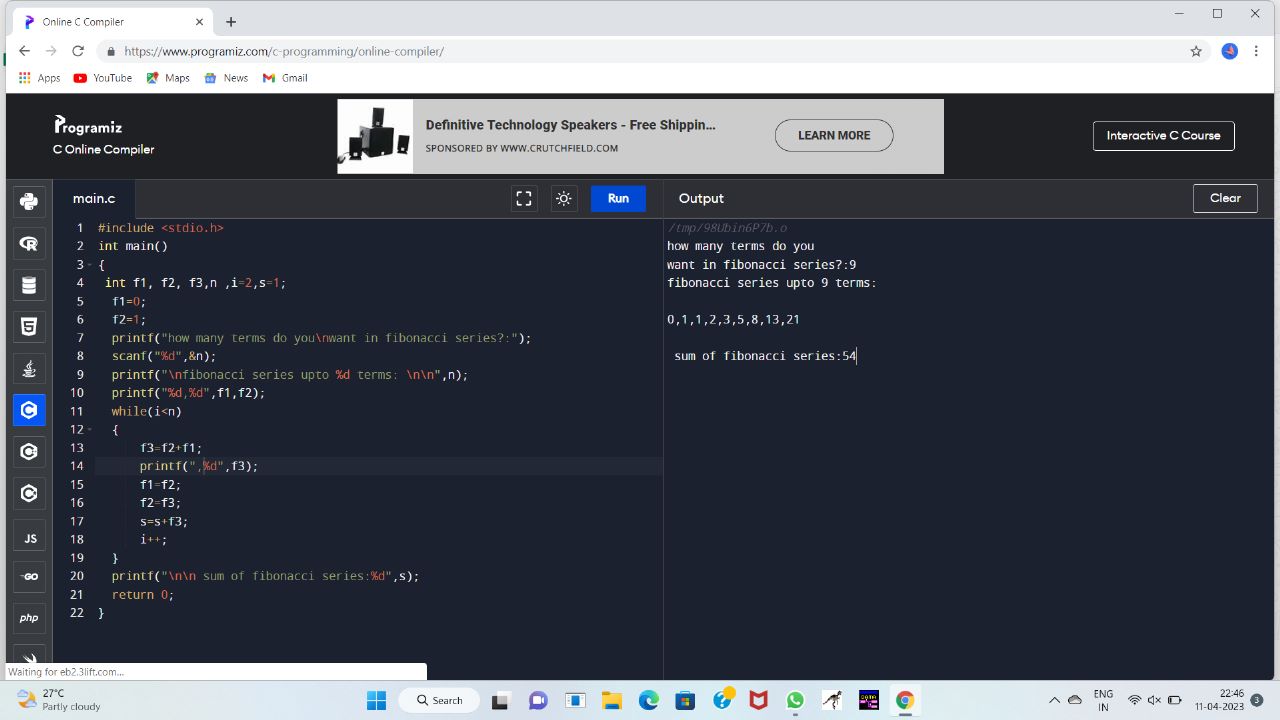 Online C Compiler
https://www.programiz.com/c-programming/online-compiler/
Apps YouTube Maps News Gmail
Programiz
C Online Compiler
Definitive Technology Speakers - Free Shippin...
SPONSORED BY WWW.CRUTCHFIELD.COM
LEARN MORE
Interactive C Course
main.c
Run
Output
Clear
1 #include <stdio.h>
2 int main()
3 {
4 int f1, f2, f3,n ,i=2,s=1;
5 f1=0;
6 f2=1;
7 printf("how many terms do you\nwant in fibonacci series?:");
8 scanf("%d",&n);
9 printf("\nfibonacci series upto %d terms: \n\n",n);
10 printf("%d,%d",f1,f2);
11 while(i<n)
12 {
13 f3=f2+f1;
14 printf(",%d",f3);
15 f1=f2;
16 f2=f3;
17 s=s+f3;
18 i++;
19 }
20 printf("\n\n sum of fibonacci series:%d",s);
21 return 0;
22 }
/tmp/98Ubin6P7b.o
how many terms do you
want in fibonacci series?:9
fibonacci series upto 9 terms:
0,1,1,2,3,5,8,13,21
sum of fibonacci series:54
JS
GO
php
Waiting for eb2.3lift.com...
27°C
Partly cloudy
Search
ENG
IN
22:46
11-04-2023
3